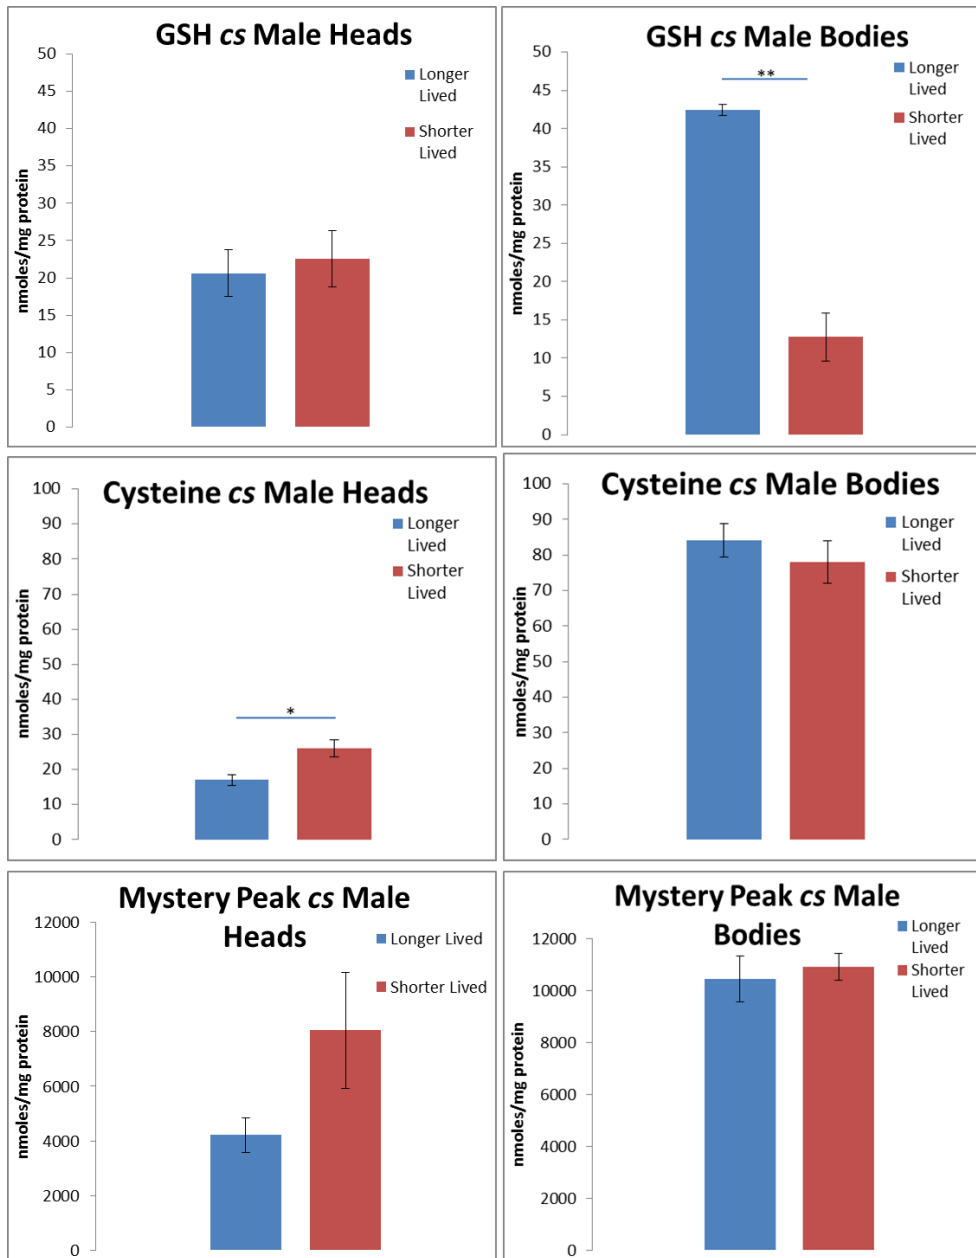 GSH cs Male Heads
50
45
40
35
30
25
20
15
10
5
0
nmoles/mg protein
Longer
Lived
Shorter
Lived
GSH cs Male Bodies
50
45
40
35
30
25
20
15
10
5
0
nmoles/mg protein
**
Longer
Lived
Shorter
Lived
Cysteine cs Male Heads
100
90
80
70
60
50
40
30
20
10
0
nmoles/mg protein
*
Longer
Lived
Shorter
Lived
Cysteine cs Male Bodies
100
90
80
70
60
50
40
30
20
10
0
nmoles/mg protein
Longer
Lived
Shorter
Lived
Mystery Peak cs Male
Heads
12000
10000
8000
6000
4000
2000
0
nmoles/mg protein
Longer Lived
Shorter Lived
Mystery Peak cs Male
Bodies
12000
10000
8000
6000
4000
2000
0
nmoles/mg protein
Longer
Lived
Shorter
Lived